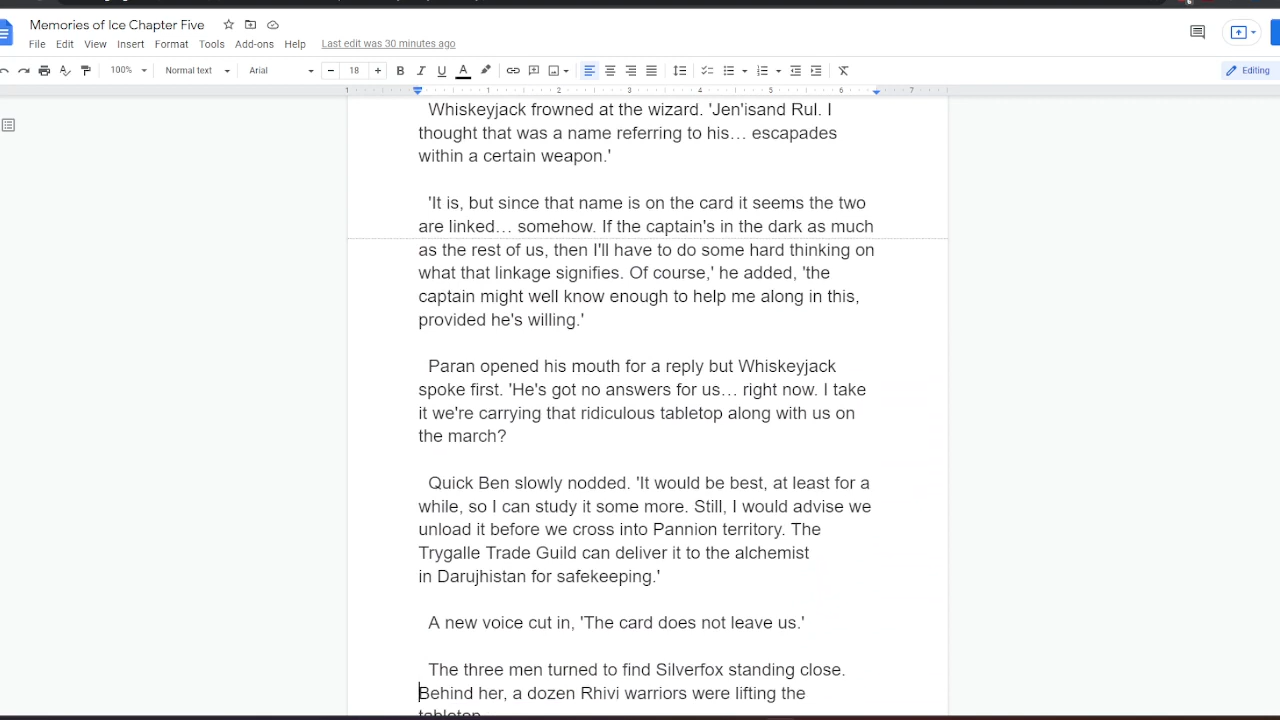 Memories of Ice Chapter Five
File Edit View Insert Format Tools Add-ons Help Last edit was 30 minutes ago
100% Normal text Arial − 18 + B I U A Editing
1 1 2 3 4 5 6 7
Whiskeyjack frowned at the wizard. 'Jen'isand Rul. I
thought that was a name referring to his… escapades
within a certain weapon.'
'It is, but since that name is on the card it seems the two
are linked… somehow. If the captain's in the dark as much
as the rest of us, then I'll have to do some hard thinking on
what that linkage signifies. Of course,' he added, 'the
captain might well know enough to help me along in this,
provided he's willing.'
Paran opened his mouth for a reply but Whiskeyjack
spoke first. 'He's got no answers for us… right now. I take
it we're carrying that ridiculous tabletop along with us on
the march?
Quick Ben slowly nodded. 'It would be best, at least for a
while, so I can study it some more. Still, I would advise we
unload it before we cross into Pannion territory. The
Trygalle Trade Guild can deliver it to the alchemist
in Darujhistan for safekeeping.'
A new voice cut in, 'The card does not leave us.'
The three men turned to find Silverfox standing close.
Behind her, a dozen Rhivi warriors were lifting the
tabletop